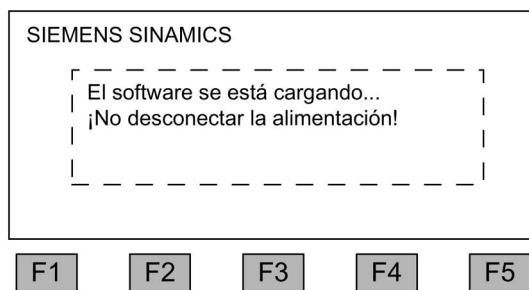 SIEMENS SINAMICS
El software se está cargando...
¡No desconectar la alimentación!
F1 F2 F3 F4 F5